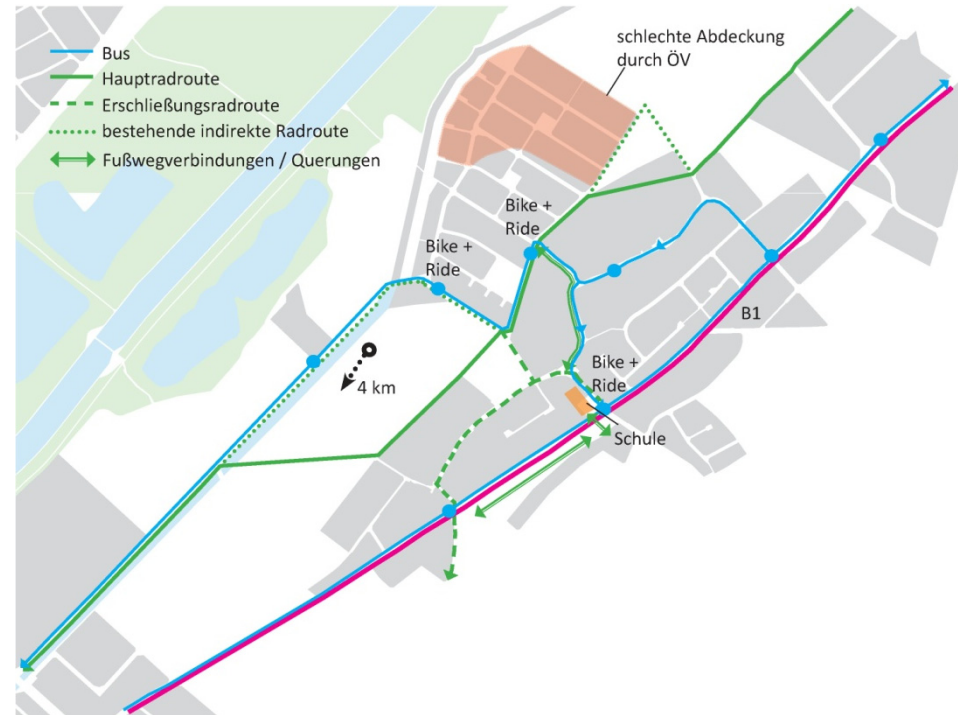 Bus
Hauptradroute
Erschließungsradroute
bestehende indirekte Radroute
Fußwegverbindungen / Querungen
schlechte Abdeckung
durch ÖV
Bike +
Ride
Bike +
Ride
B1
4 km
Bike +
Ride
Schule